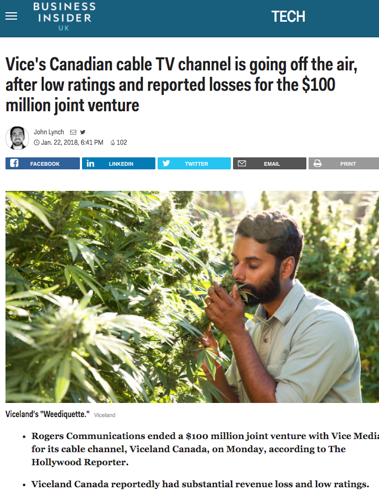 BUSINESS
INSIDER
UK
TECH
Vice's Canadian cable TV channel is going off the air,
after low ratings and reported losses for the $100
million joint venture
John Lynch
Jan. 22, 2018, 6:41 PM 102
FACEBOOK LINKEDIN TWITTER EMAIL PRINT
Viceland's "Weediquette." Viceland
• Rogers Communications ended a $100 million joint venture with Vice Media
for its cable channel, Viceland Canada, on Monday, according to The
Hollywood Reporter.
• Viceland Canada reportedly had substantial revenue loss and low ratings.